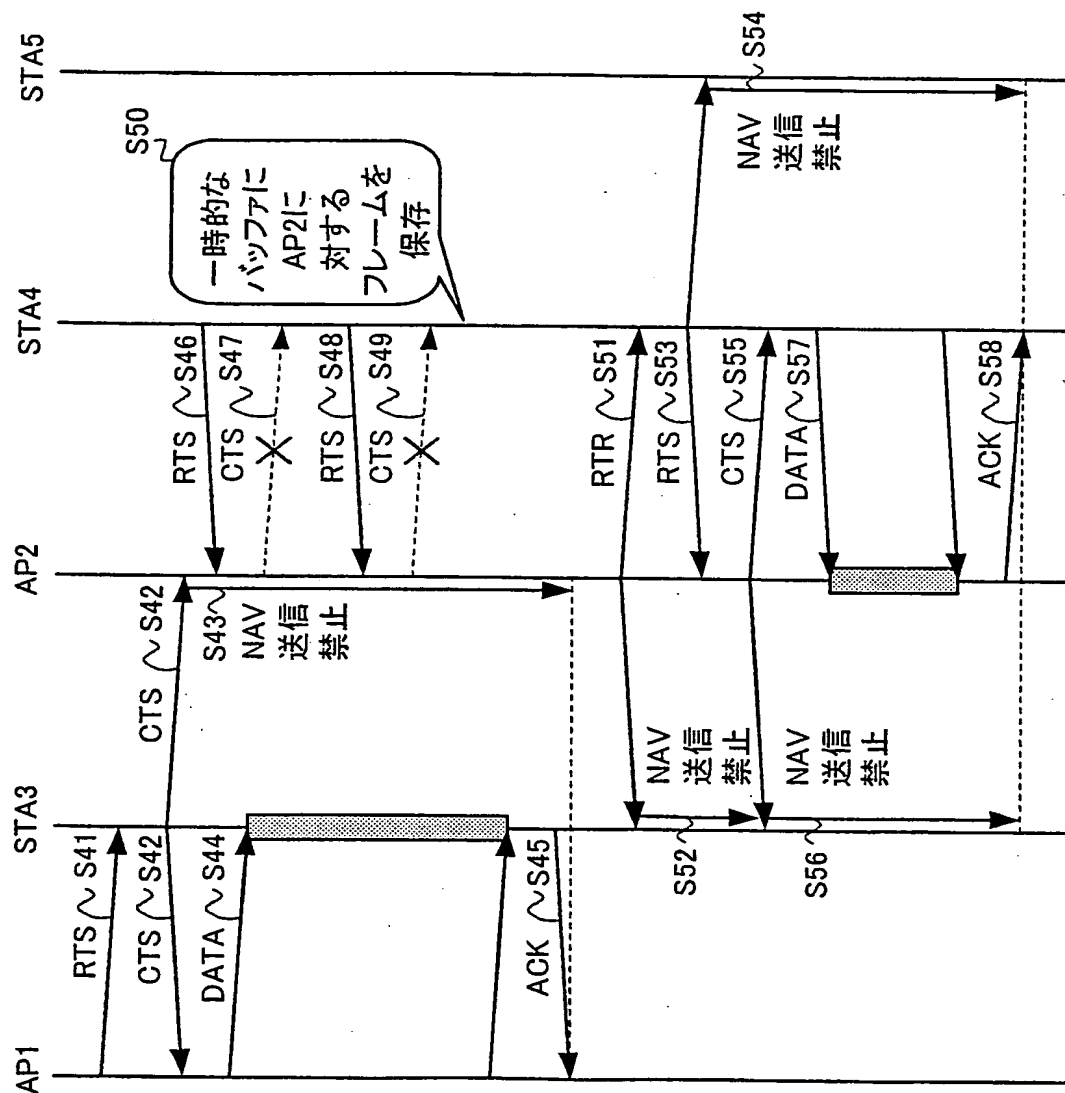 AP1
STA3
AP2
STA4
STA5
RTS S41
CTS S42
CTS S42
S43
NAV
送信
禁止
DATA S44
ACK S45
RTS S46
CTS S47
RTS S48
CTS S49
S50
一時的な
バッファに
AP2に
対する
フレームを
保存
RTR S51
NAV
送信
禁止
S52
RTS S53
NAV
送信
禁止
S54
CTS S55
NAV
送信
禁止
S56
DATA S57
ACK S58